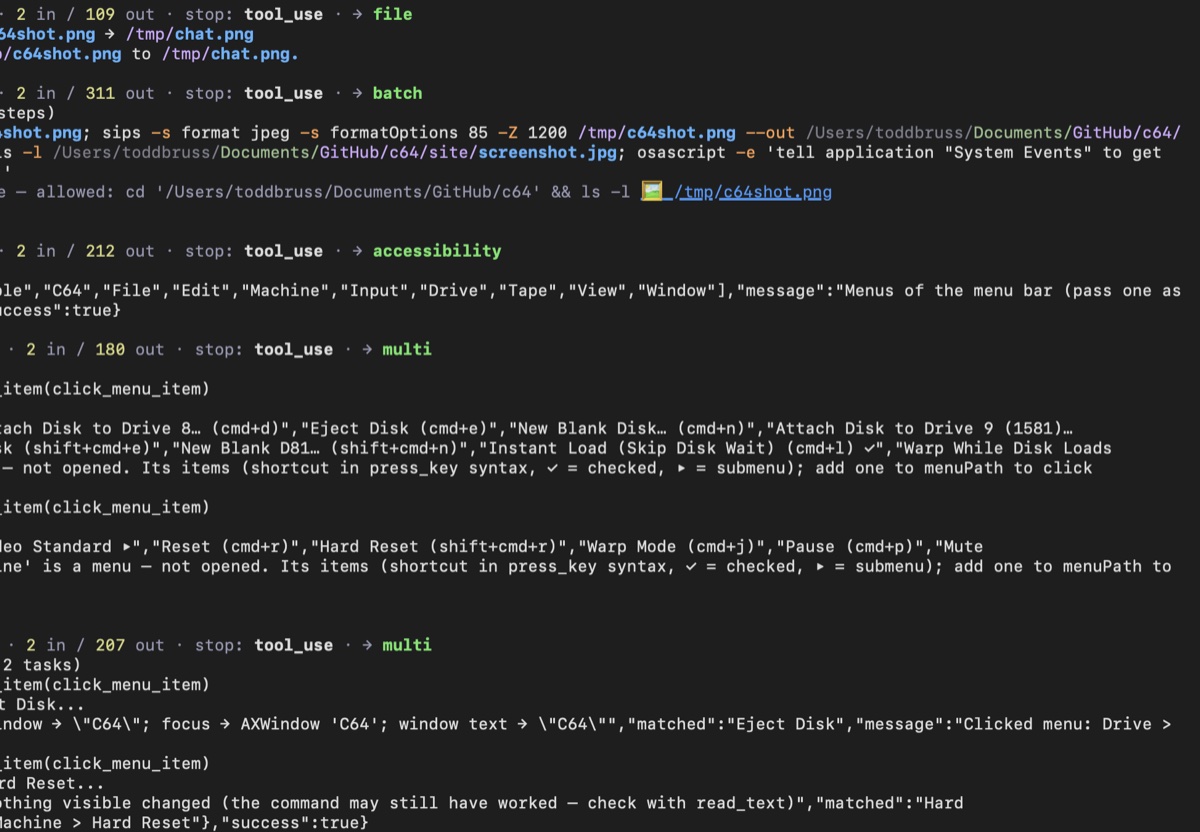 · 2 in / 109 out · stop: tool_use · → file
64shot.png → /tmp/chat.png
/c64shot.png to /tmp/chat.png.
· 2 in / 311 out · stop: tool_use · → batch
steps)
shot.png; sips -s format jpeg -s formatOptions 85 -Z 1200 /tmp/c64shot.png --out /Users/toddbruss/Documents/GitHub/c64/
ls -l /Users/toddbruss/Documents/GitHub/c64/site/screenshot.jpg; osascript -e 'tell application "System Events" to get
'
e — allowed: cd '/Users/toddbruss/Documents/GitHub/c64' && ls -l /tmp/c64shot.png
· 2 in / 212 out · stop: tool_use · → accessibility
ple","C64","File","Edit","Machine","Input","Drive","Tape","View","Window"],"message":"Menus of the menu bar (pass one as
uccess":true}
· 2 in / 180 out · stop: tool_use · → multi
_item(click_menu_item)
tach Disk to Drive 8… (cmd+d)","Eject Disk (cmd+e)","New Blank Disk… (cmd+n)","Attach Disk to Drive 9 (1581)…
sk (shift+cmd+e)","New Blank D81… (shift+cmd+n)","Instant Load (Skip Disk Wait) (cmd+l) ✓","Warp While Disk Loads
— not opened. Its items (shortcut in press_key syntax, ✓ = checked, ▸ = submenu); add one to menuPath to click
_item(click_menu_item)
deo Standard ▸","Reset (cmd+r)","Hard Reset (shift+cmd+r)","Warp Mode (cmd+j)","Pause (cmd+p)","Mute
ine' is a menu — not opened. Its items (shortcut in press_key syntax, ✓ = checked, ▸ = submenu); add one to menuPath to
· 2 in / 207 out · stop: tool_use · → multi
2 tasks)
_item(click_menu_item)
t Disk...
indow → \"C64\"; focus → AXWindow 'C64'; window text → \"C64\"","matched":"Eject Disk","message":"Clicked menu: Drive >
_item(click_menu_item)
rd Reset...
othing visible changed (the command may still have worked — check with read_text)","matched":"Hard
Machine > Hard Reset"},"success":true}